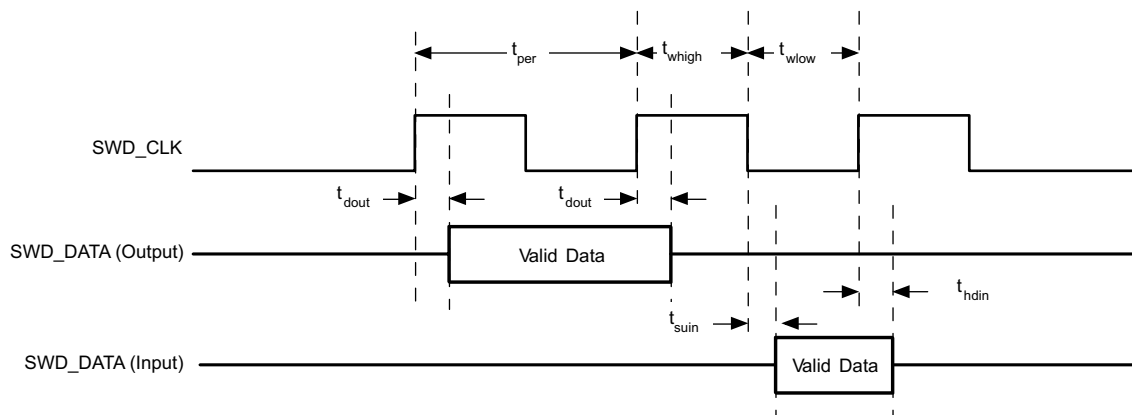 t_per t_whigh t_wlow
SWD_CLK
t_dout t_dout
SWD_DATA (Output) Valid Data
t_hdin
t_suin
SWD_DATA (Input) Valid Data